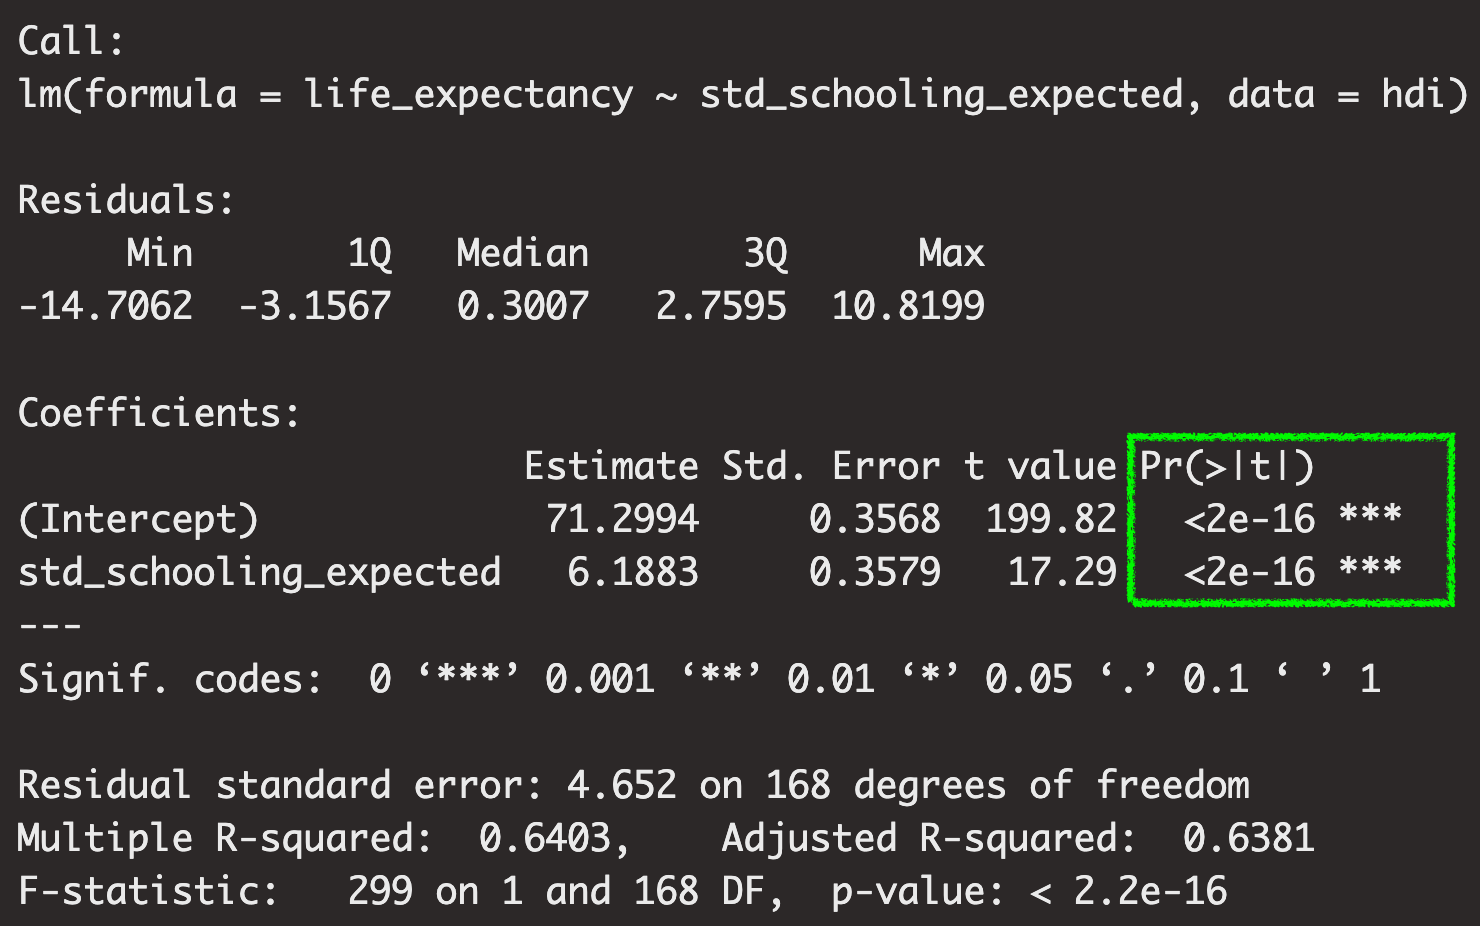 Call:
lm(formula = life_expectancy ~ std_schooling_expected, data = hdi)
Residuals:
Min 1Q Median 3Q Max
-14.7062 -3.1567 0.3007 2.7595 10.8199
Coefficients:
Estimate Std. Error t value Pr(>|t|)
(Intercept) 71.2994 0.3568 199.82 <2e-16 ***
std_schooling_expected 6.1883 0.3579 17.29 <2e-16 ***
---
Signif. codes: 0 ‘***’ 0.001 ‘**’ 0.01 ‘*’ 0.05 ‘.’ 0.1 ‘ ’ 1
Residual standard error: 4.652 on 168 degrees of freedom
Multiple R-squared: 0.6403, Adjusted R-squared: 0.6381
F-statistic: 299 on 1 and 168 DF, p-value: < 2.2e-16